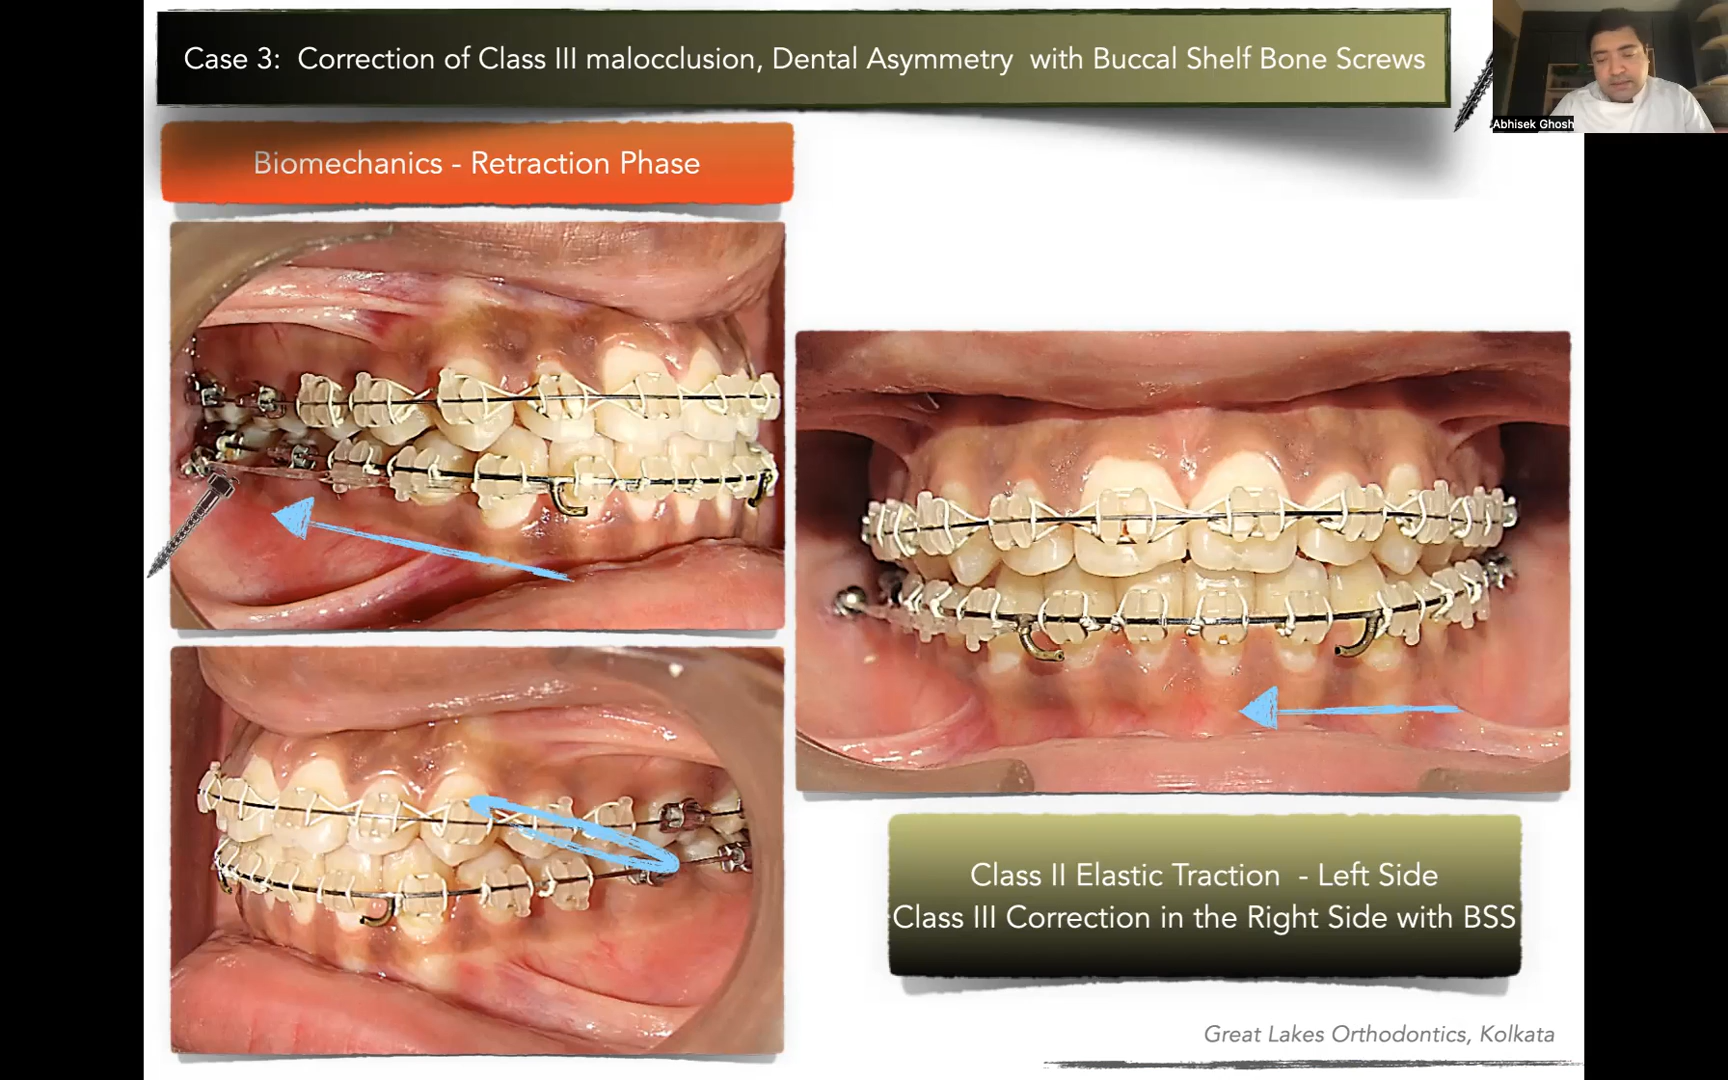 Case 3:  Correction of Class III malocclusion, Dental Asymmetry  with Buccal Shelf Bone Screws
Abhisek Ghosh
Biomechanics - Retraction Phase
Class II Elastic Traction  - Left Side
Class III Correction in the Right Side with BSS
Great Lakes Orthodontics, Kolkata